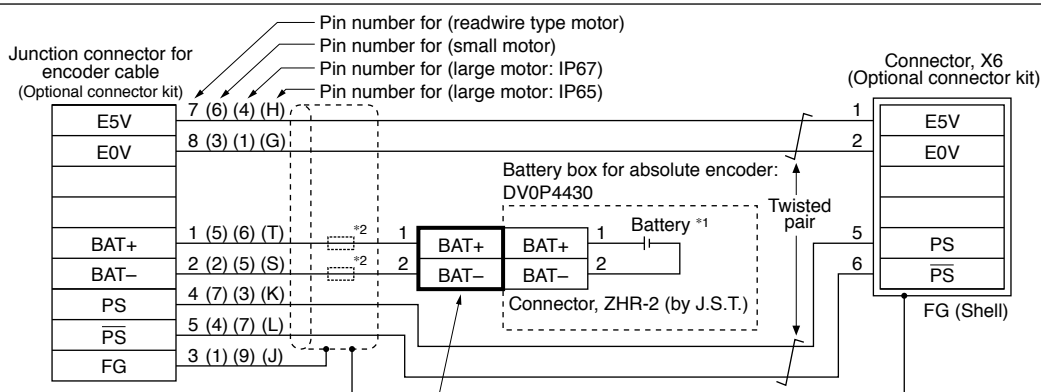 Pin number for (readwire type motor)
Pin number for (small motor)
Pin number for (large motor: IP67)
Pin number for (large motor: IP65)
Junction connector for
encoder cable
(Optional connector kit)
Connector, X6
(Optional connector kit)
7 (6) (4) (H)
E5V
1
E5V
8 (3) (1) (G)
E0V
2
E0V
Battery box for absolute encoder:
DV0P4430
Twisted
pair
1 (5) (6) (T)
BAT+
*2
1
BAT+
BAT+
1
Battery *1
5
PS
2 (2) (5) (S)
BAT–
*2
2
BAT–
BAT–
2
6
PS
4 (7) (3) (K)
PS
Connector, ZHR-2 (by J.S.T.)
FG (Shell)
5 (4) (7) (L)
PS
3 (1) (9) (J)
FG